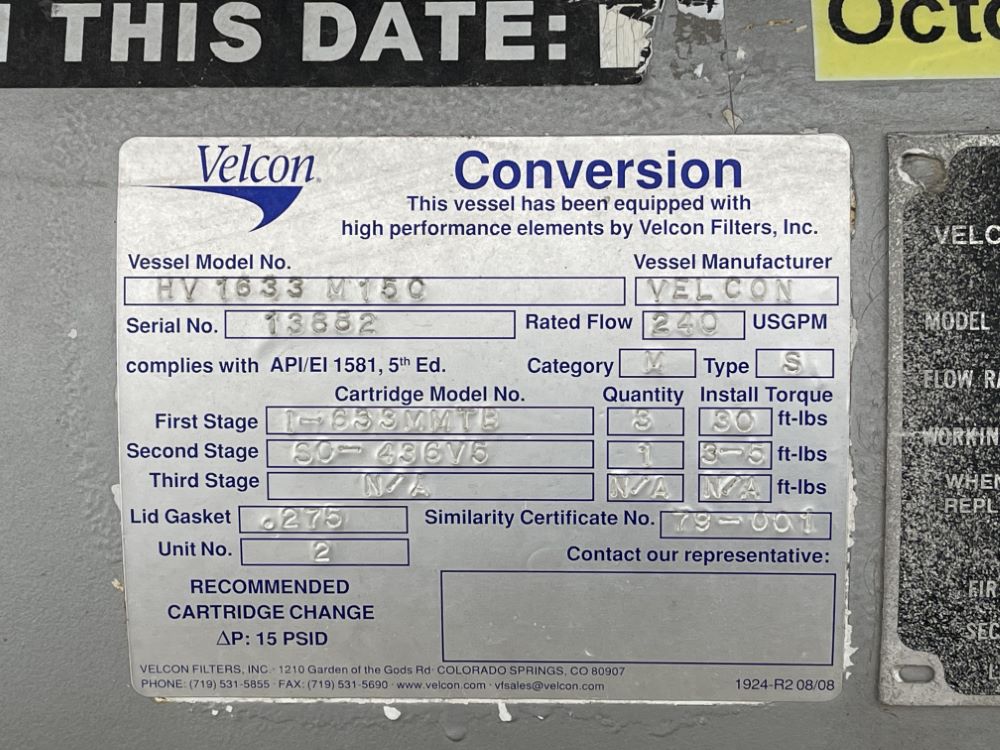 THIS DATE:
Octo
Velcon
Conversion
This vessel has been equipped with
high performance elements by Velcon Filters, Inc.
Vessel Model No. Vessel Manufacturer
HV1633 M150 VELCON
Serial No. 13882 Rated Flow 240 USGPM
complies with API/EI 1581, 5th Ed. Category M Type S
Cartridge Model No. Quantity Install Torque
First Stage I-633MMTB 3 30 ft-lbs
Second Stage SO-436V5 1 3-5 ft-lbs
Third Stage N/A N/A N/A ft-lbs
Lid Gasket .275 Similarity Certificate No. 79-001
Unit No. 2 Contact our representative:
RECOMMENDED
CARTRIDGE CHANGE
ΔP: 15 PSID
VELCON FILTERS, INC · 1210 Garden of the Gods Rd · COLORADO SPRINGS, CO 80907
PHONE: (719) 531-5855 · FAX: (719) 531-5690 · www.velcon.com · vfsales@velcon.com 1924-R2 08/08
VELC
MODEL
FLOW RA
WORKIN
WHEN
REPL
FIR
SEC